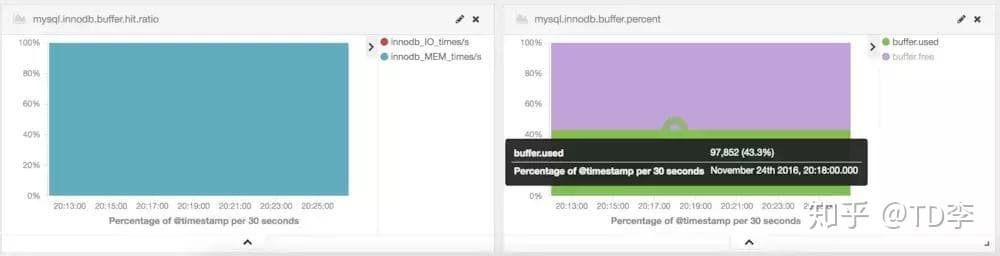 mysql.innodb.buffer.hit.ratio
100%
80%
60%
40%
20%
0%
20:13:00 20:15:00 20:17:00 20:19:00 20:21:00 20:23:00 20:25:00
Percentage of @timestamp per 30 seconds
innodb_IO_times/s
innodb_MEM_times/s
mysql.innodb.buffer.percent
100%
80%
60%
40%
20%
0%
buffer.used 97,852 (43.3%)
Percentage of @timestamp per 30 seconds November 24th 2016, 20:18:00.000
20:13:00 20:15:00 20:17:00 20:19:00 20:21:00
Percentage of @timestamp per 30 seconds
buffer.used
buffer.free
知乎 @TD李